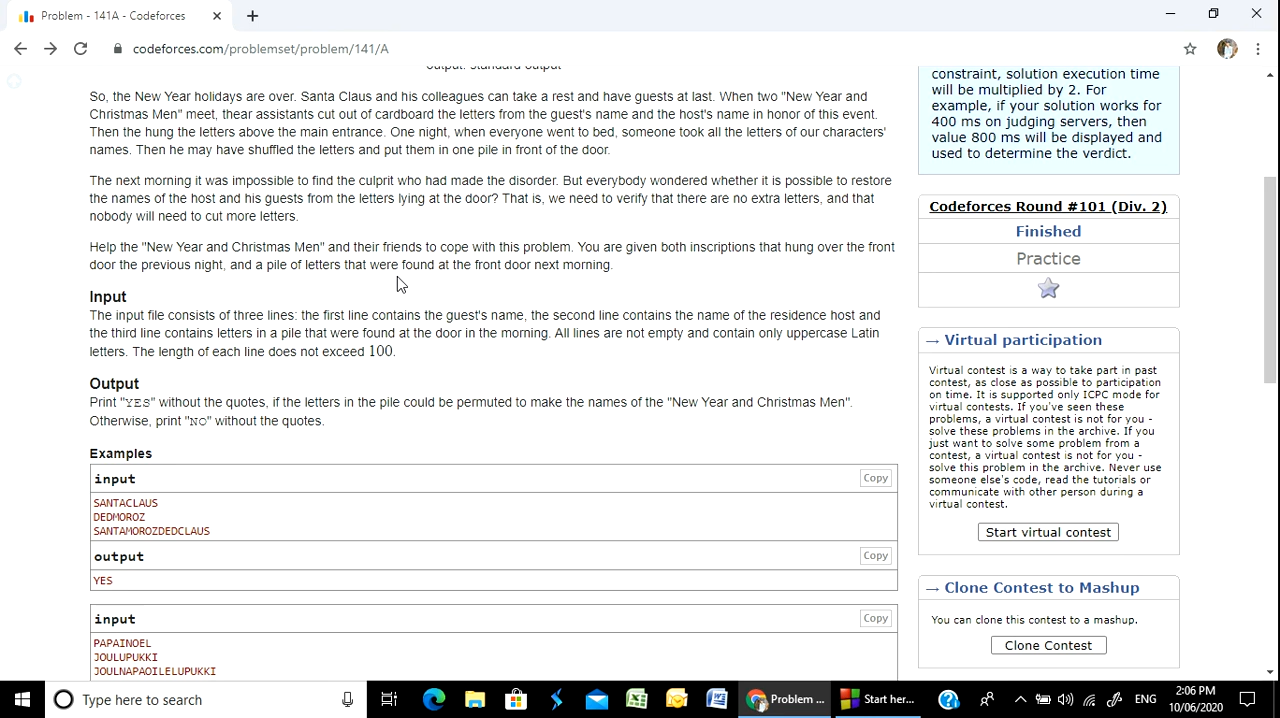 Problem - 141A - Codeforces
codeforces.com/problemset/problem/141/A
output: standard output
So, the New Year holidays are over. Santa Claus and his colleagues can take a rest and have guests at last. When two "New Year and
Christmas Men" meet, thear assistants cut out of cardboard the letters from the guest's name and the host's name in honor of this event.
Then the hung the letters above the main entrance. One night, when everyone went to bed, someone took all the letters of our characters'
names. Then he may have shuffled the letters and put them in one pile in front of the door.
The next morning it was impossible to find the culprit who had made the disorder. But everybody wondered whether it is possible to restore
the names of the host and his guests from the letters lying at the door? That is, we need to verify that there are no extra letters, and that
nobody will need to cut more letters.
Help the "New Year and Christmas Men" and their friends to cope with this problem. You are given both inscriptions that hung over the front
door the previous night, and a pile of letters that were found at the front door next morning.
Input
The input file consists of three lines: the first line contains the guest's name, the second line contains the name of the residence host and
the third line contains letters in a pile that were found at the door in the morning. All lines are not empty and contain only uppercase Latin
letters. The length of each line does not exceed 100.
Output
Print "YES" without the quotes, if the letters in the pile could be permuted to make the names of the "New Year and Christmas Men".
Otherwise, print "NO" without the quotes.
Examples
input
Copy
SANTACLAUS
DEDMOROZ
SANTAMOROZDEDCLAUS
output
Copy
YES
input
Copy
PAPAINOEL
JOULUPUKKI
JOULNAPAOILELUPUKKI
constraint, solution execution time
will be multiplied by 2. For
example, if your solution works for
400 ms on judging servers, then
value 800 ms will be displayed and
used to determine the verdict.
Codeforces Round #101 (Div. 2)
Finished
Practice
→ Virtual participation
Virtual contest is a way to take part in past
contest, as close as possible to participation
on time. It is supported only ICPC mode for
virtual contests. If you've seen these
problems, a virtual contest is not for you -
solve these problems in the archive. If you
just want to solve some problem from a
contest, a virtual contest is not for you -
solve this problem in the archive. Never use
someone else's code, read the tutorials or
communicate with other person during a
virtual contest.
Start virtual contest
→ Clone Contest to Mashup
You can clone this contest to a mashup.
Clone Contest
Type here to search
Problem ...
Start her...
ENG
2:06 PM
10/06/2020